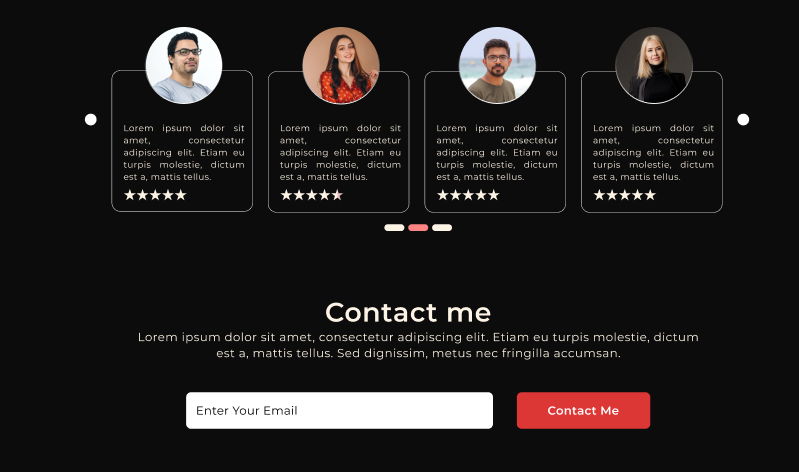 Lorem ipsum dolor sit
amet, consectetur
adipiscing elit. Etiam eu
turpis molestie, dictum
est a, mattis tellus.
Lorem ipsum dolor sit
amet, consectetur
adipiscing elit. Etiam eu
turpis molestie, dictum
est a, mattis tellus.
Lorem ipsum dolor sit
amet, consectetur
adipiscing elit. Etiam eu
turpis molestie, dictum
est a, mattis tellus.
Lorem ipsum dolor sit
amet, consectetur
adipiscing elit. Etiam eu
turpis molestie, dictum
est a, mattis tellus.
Contact me
Lorem ipsum dolor sit amet, consectetur adipiscing elit. Etiam eu turpis molestie, dictum
est a, mattis tellus. Sed dignissim, metus nec fringilla accumsan.
Enter Your Email
Contact Me